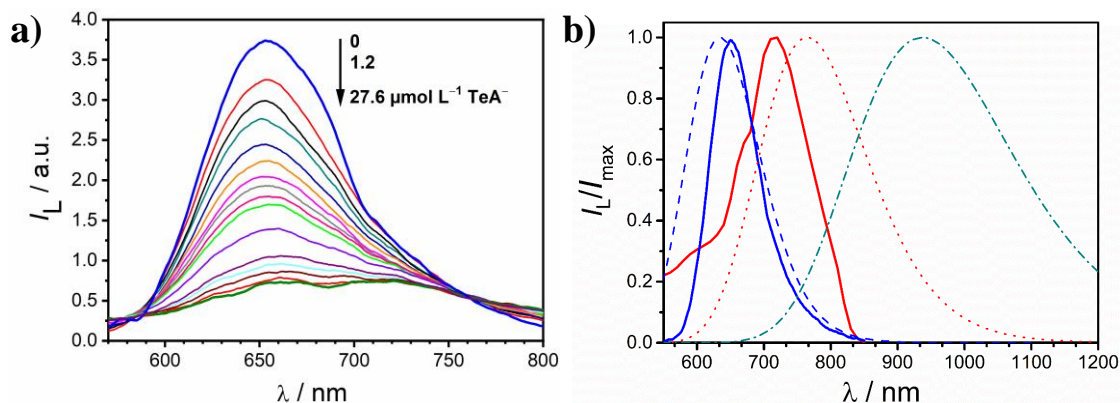 a)
4.0
3.5
3.0
2.5
2.0
1.5
1.0
0.5
0.0
I_L / a.u.
0
1.2
27.6 µmol L⁻¹ TeA⁻
600 650 700 750 800
λ / nm
b)
1.0
0.8
0.6
0.4
0.2
0.0
I_L/I_max
600 700 800 900 1000 1100 1200
λ / nm